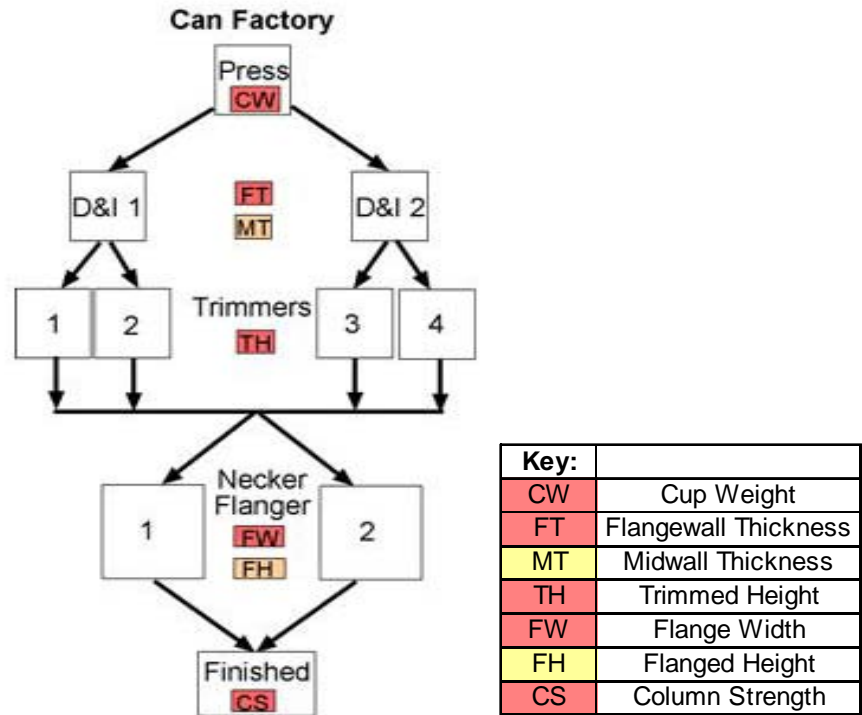 Can Factory
Press
CW
D&I 1
FT
MT
D&I 2
1
2
Trimmers
TH
3
4
1
Necker
Flanger
FW
FH
2
Finished
CS
Key:
CW Cup Weight
FT Flangewall Thickness
MT Midwall Thickness
TH Trimmed Height
FW Flange Width
FH Flanged Height
CS Column Strength